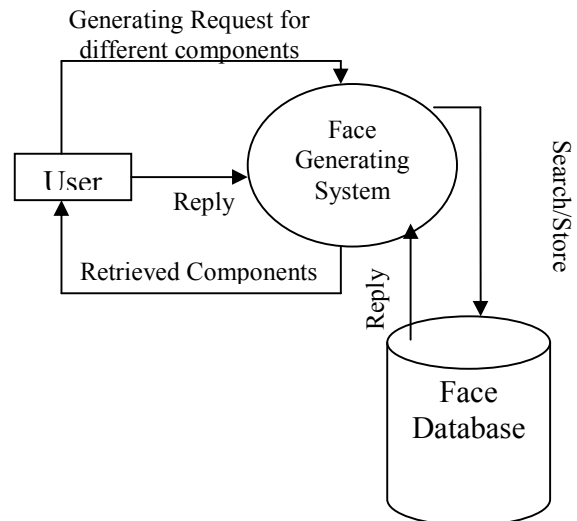 Generating Request for
different components
Face
Generating
System
User
Reply
Search/Store
Retrieved Components
Reply
Face
Database